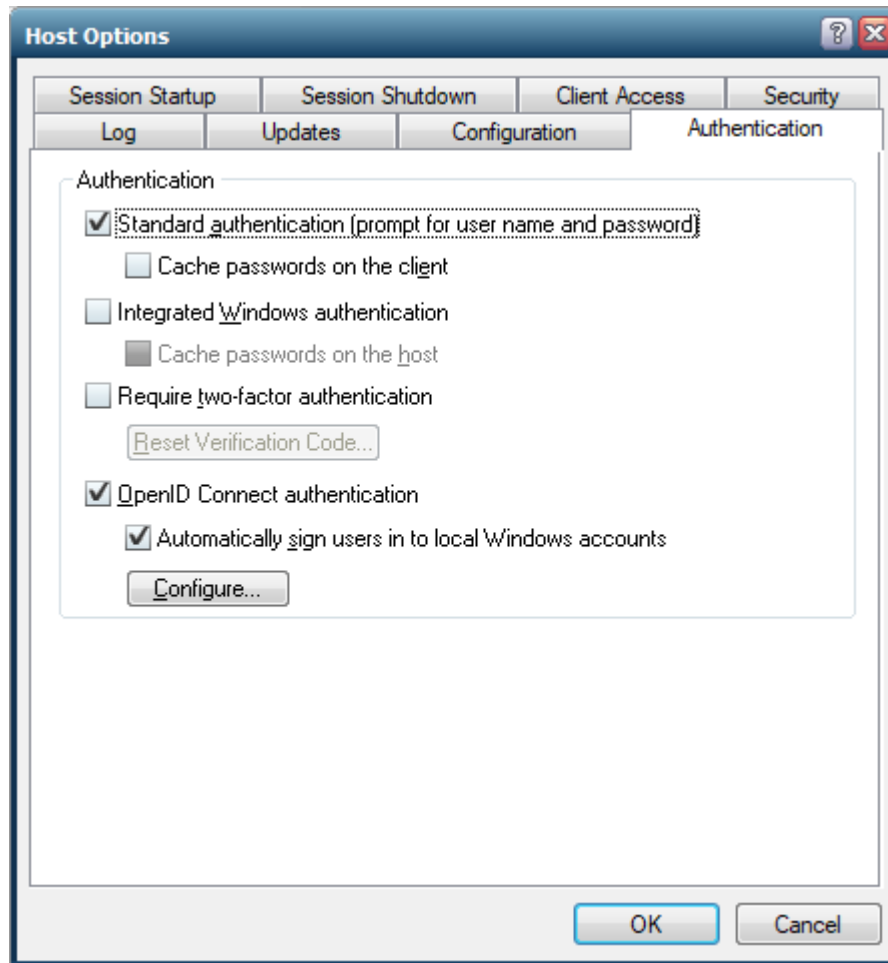 Host Options
Session Startup Session Shutdown Client Access Security
Log Updates Configuration Authentication
Authentication
Standard authentication (prompt for user name and password)
Cache passwords on the client
Integrated Windows authentication
Cache passwords on the host
Require two-factor authentication
Reset Verification Code...
OpenID Connect authentication
Automatically sign users in to local Windows accounts
Configure...
OK Cancel